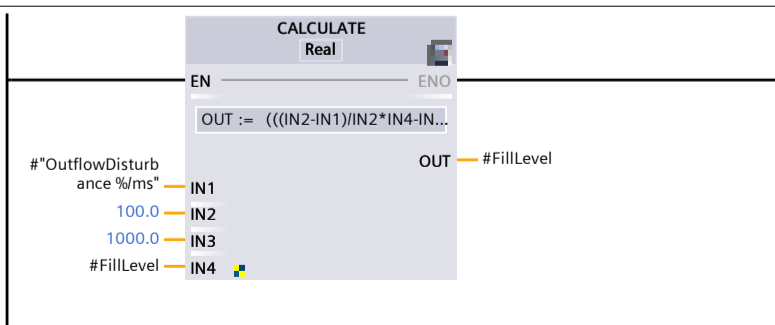 CALCULATE
Real
EN
ENO
OUT := (((IN2-IN1)/IN2*IN4-IN...
#"OutflowDisturb
ance %/ms"
IN1
OUT
#FillLevel
100.0
IN2
1000.0
IN3
#FillLevel
IN4